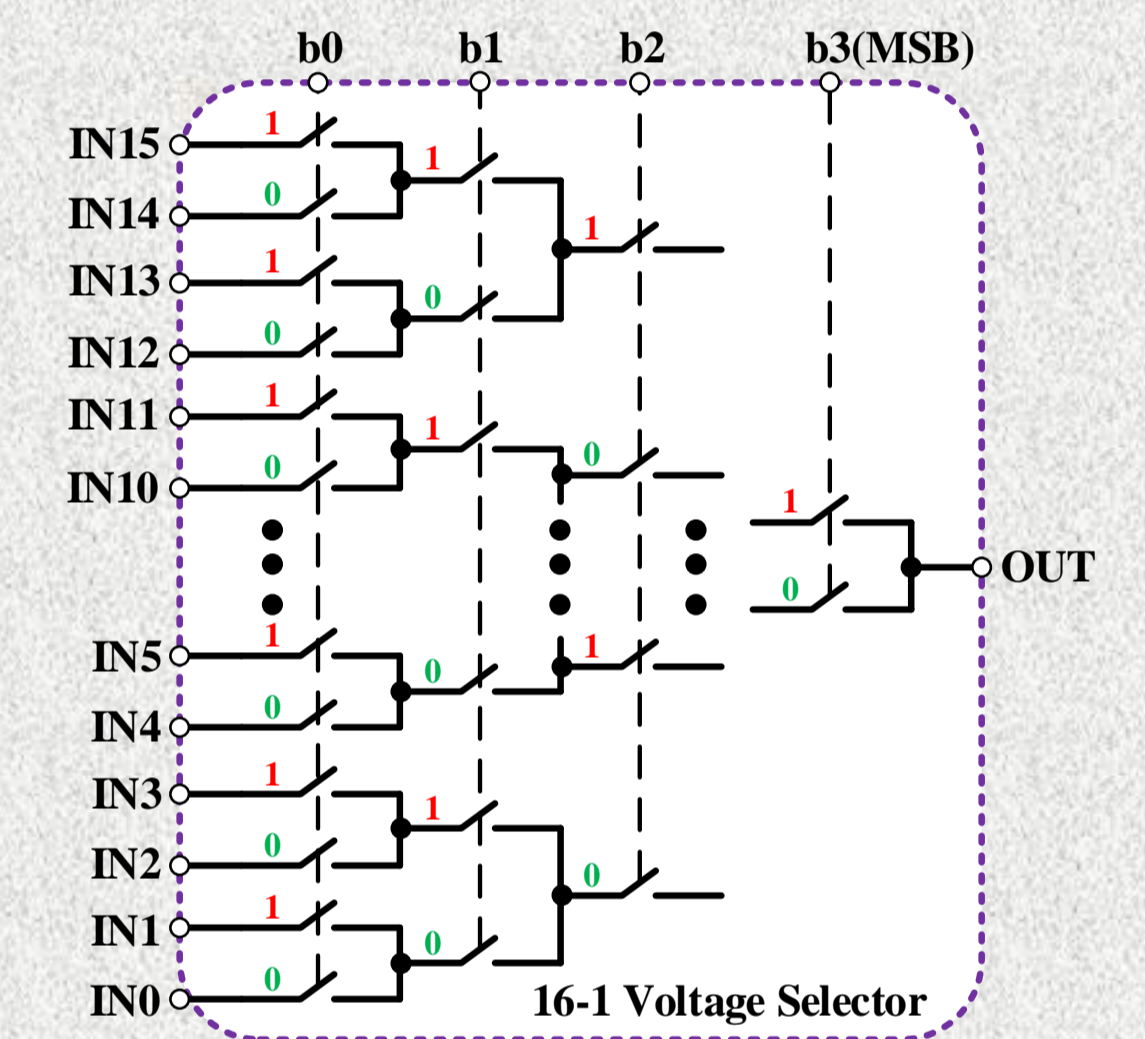 b0 b1 b2 b3(MSB)
IN15 1
1
IN14 0
1
IN13 1
0
IN12 0
IN11 1
1
0
IN10 0
1
OUT
0
IN5 1
1
0
IN4 0
IN3 1
1
IN2 0
0
IN1 1
0
IN0 0
16-1 Voltage Selector